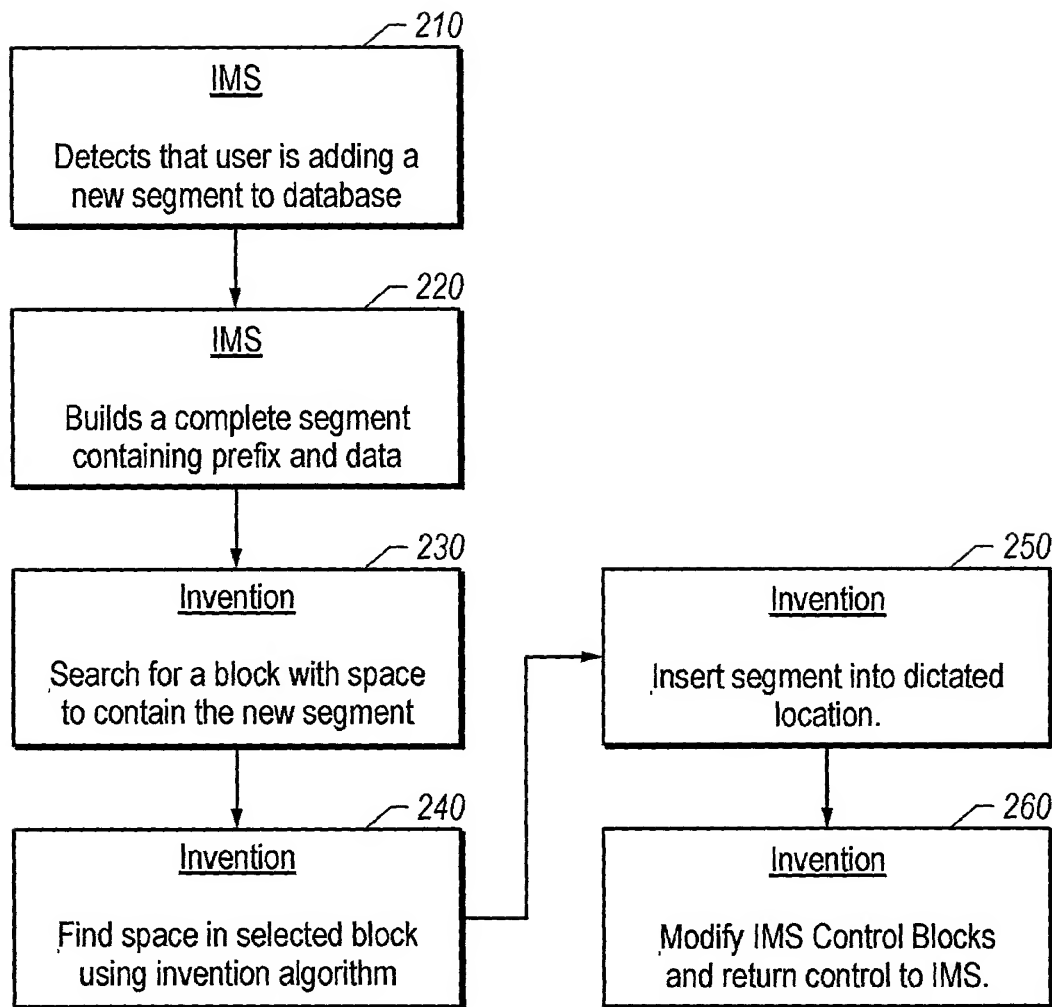 210
IMS
Detects that user is adding a
new segment to database
220
IMS
Builds a complete segment
containing prefix and data
230
Invention
Search for a block with space
to contain the new segment
240
Invention
Find space in selected block
using invention algorithm
250
Invention
Insert segment into dictated
location.
260
Invention
Modify IMS Control Blocks
and return control to IMS.